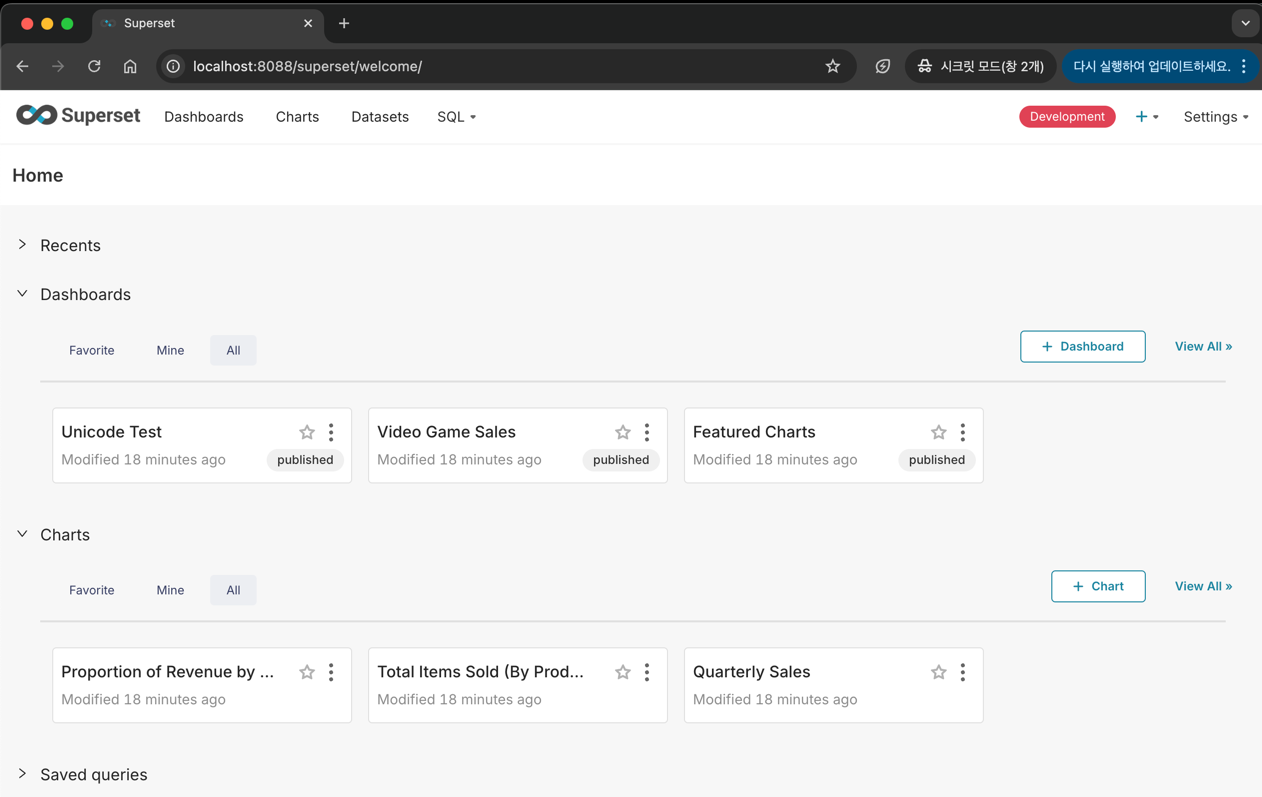 Superset
localhost:8088/superset/welcome/
시크릿 모드(창 2개)
다시 실행하여 업데이트하세요.
Superset Dashboards Charts Datasets SQL Development + Settings
Home
Recents
Dashboards
Favorite Mine All + Dashboard View All »
Unicode Test Video Game Sales Featured Charts
Modified 18 minutes ago published Modified 18 minutes ago published Modified 18 minutes ago published
Charts
Favorite Mine All + Chart View All »
Proportion of Revenue by ... Total Items Sold (By Prod... Quarterly Sales
Modified 18 minutes ago Modified 18 minutes ago Modified 18 minutes ago
Saved queries